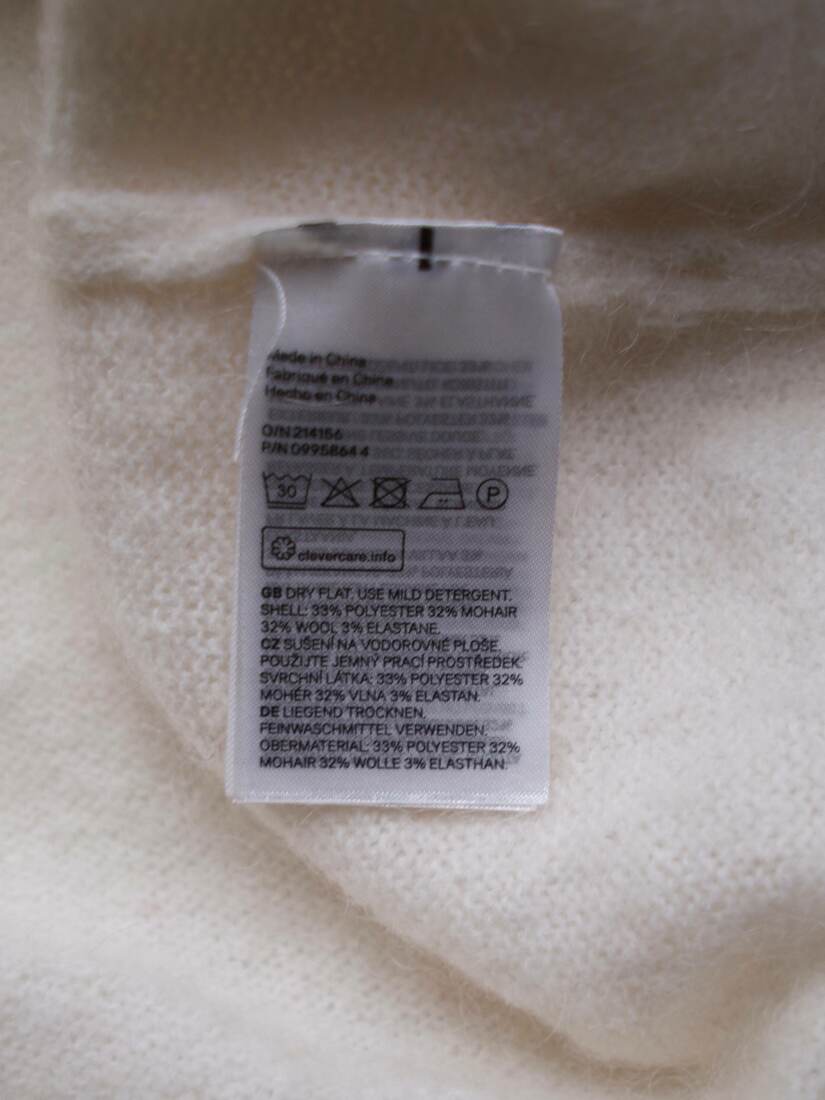 Made in China
Fabriqué en Chine
Hecho en China
O/N 214156
P/N 09958644
30
P
clevercare.info
GB DRY FLAT. USE MILD DETERGENT.
SHELL: 33% POLYESTER 32% MOHAIR
32% WOOL 3% ELASTANE.
CZ SUŠENÍ NA VODOROVNÉ PLOŠE.
POUŽIJTE JEMNÝ PRACÍ PROSTŘEDEK.
SVRCHNÍ LÁTKA: 33% POLYESTER 32%
MOHÉR 32% VLNA 3% ELASTAN.
DE LIEGEND TROCKNEN.
FEINWASCHMITTEL VERWENDEN.
OBERMATERIAL: 33% POLYESTER 32%
MOHAIR 32% WOLLE 3% ELASTHAN.